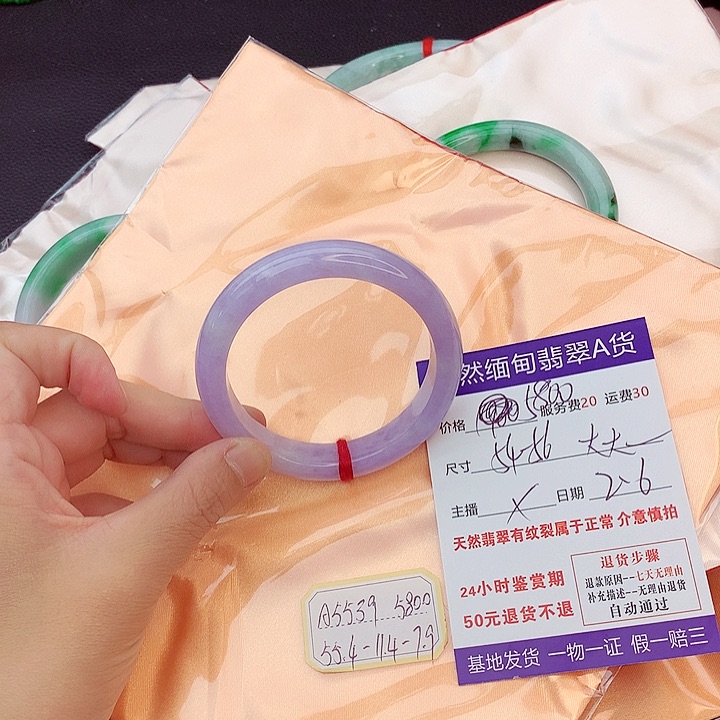 然缅甸翡翠A货
价格 5800 服务费20 运费30
尺寸 54-56 大大一
主播 X 日期 2-6
天然翡翠有纹裂属于正常 介意慎拍
24小时鉴赏期
50元退货不退
退货步骤
退款原因--七天无理由
补充描述--无理由退货
自动通过
基地发货 一物一证 假一赔三
A5539 5800
55.4-11.4-7.9